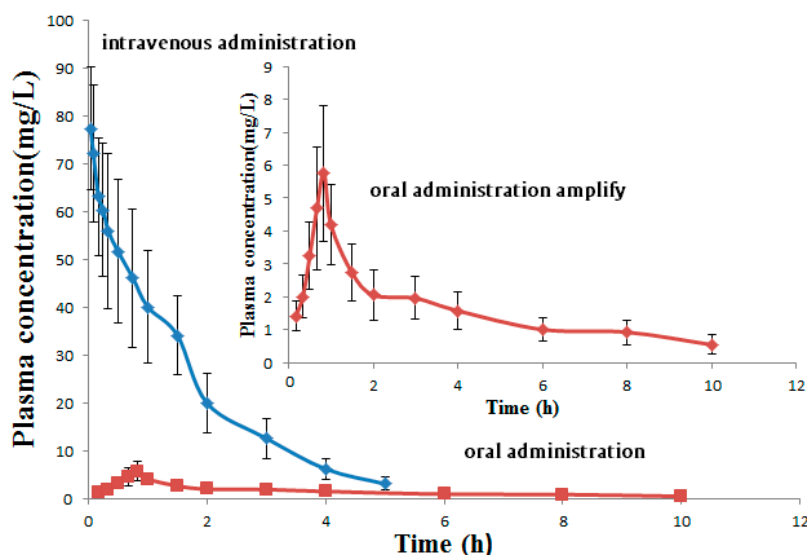 intravenous administration
Plasma concentration(mg/L)
100
90
80
70
60
50
40
30
20
10
0
0 2 4 6 8 10 12
Time (h)
oral administration
Plasma concentration(mg/L)
9
8
7
6
5
4
3
2
1
0
oral administration amplify
0 2 4 6 8 10 12
Time (h)